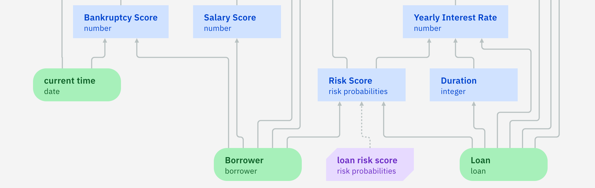 Bankruptcy Score
number
Salary Score
number
Yearly Interest Rate
number
current time
date
Risk Score
risk probabilities
Duration
integer
Borrower
borrower
loan risk score
risk probabilities
Loan
loan